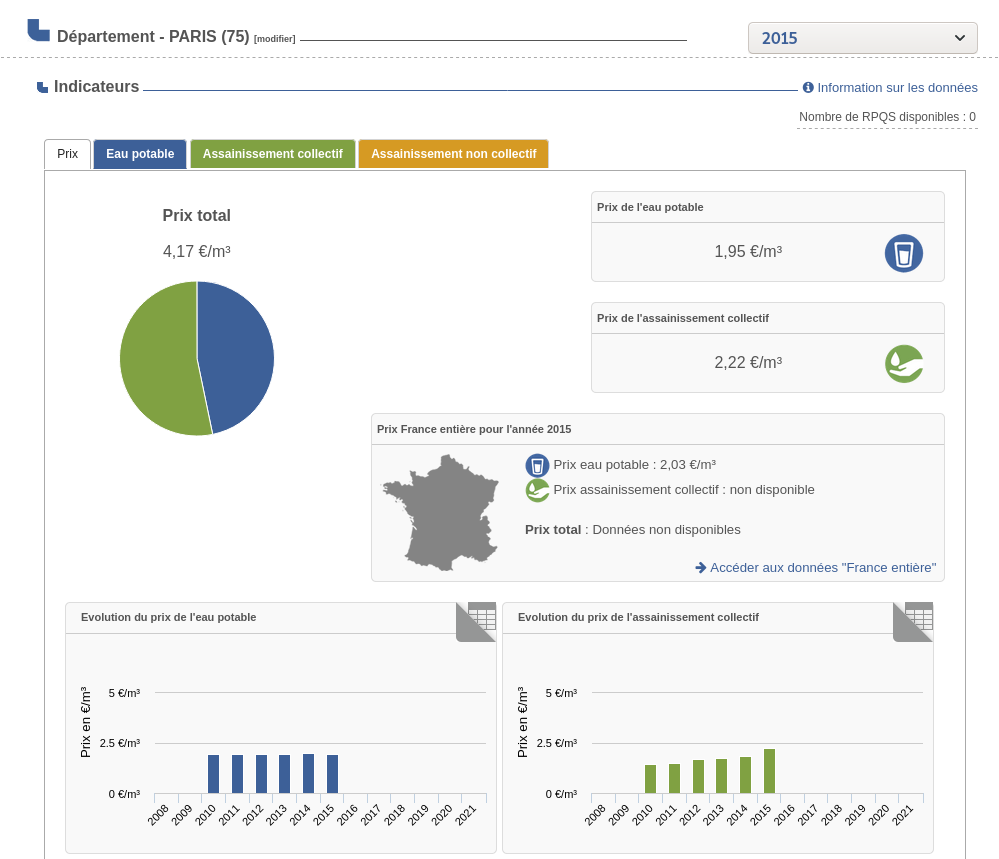 Département - PARIS (75) [modifier]
2015
Indicateurs
Information sur les données
Nombre de RPQS disponibles : 0
Prix
Eau potable
Assainissement collectif
Assainissement non collectif
Prix total
4,17 €/m³
Prix de l'eau potable
1,95 €/m³
Prix de l'assainissement collectif
2,22 €/m³
Prix France entière pour l'année 2015
Prix eau potable : 2,03 €/m³
Prix assainissement collectif : non disponible
Prix total : Données non disponibles
Accéder aux données "France entière"
Evolution du prix de l'eau potable
Prix en €/m³
5 €/m³
2.5 €/m³
0 €/m³
2008
2009
2010
2011
2012
2013
2014
2015
2016
2017
2018
2019
2020
2021
Evolution du prix de l'assainissement collectif
Prix en €/m³
5 €/m³
2.5 €/m³
0 €/m³
2008
2009
2010
2011
2012
2013
2014
2015
2016
2017
2018
2019
2020
2021